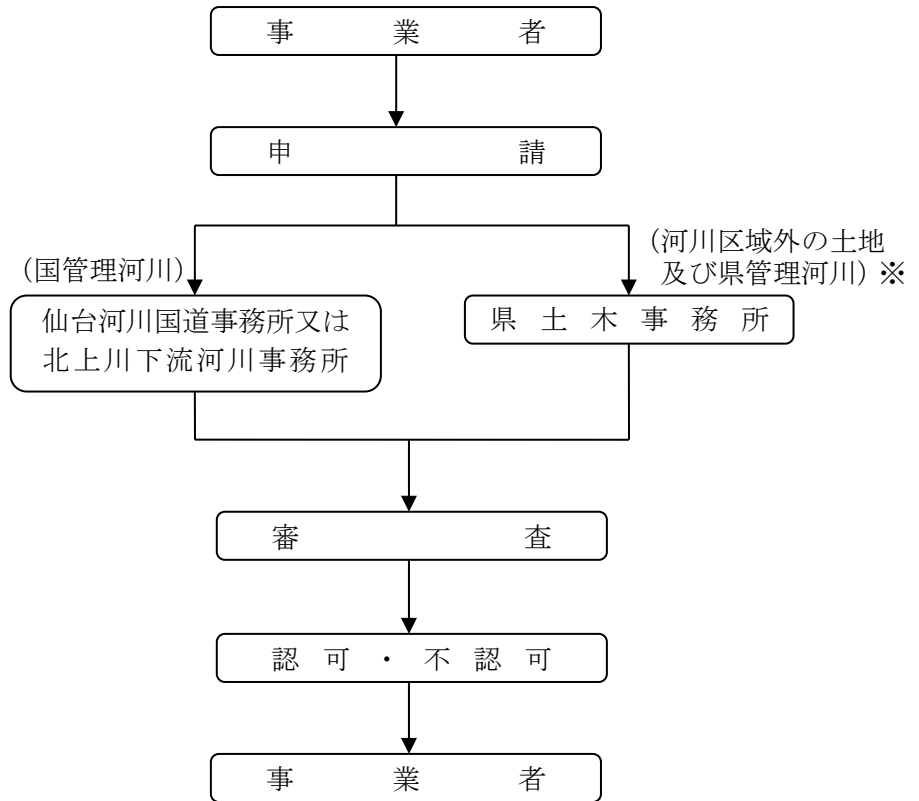 事業者
申請
(国管理河川)
(河川区域外の土地
及び県管理河川)※
仙台河川国道事務所又は
北上川下流河川事務所
県土木事務所
審査
認可・不認可
事業者